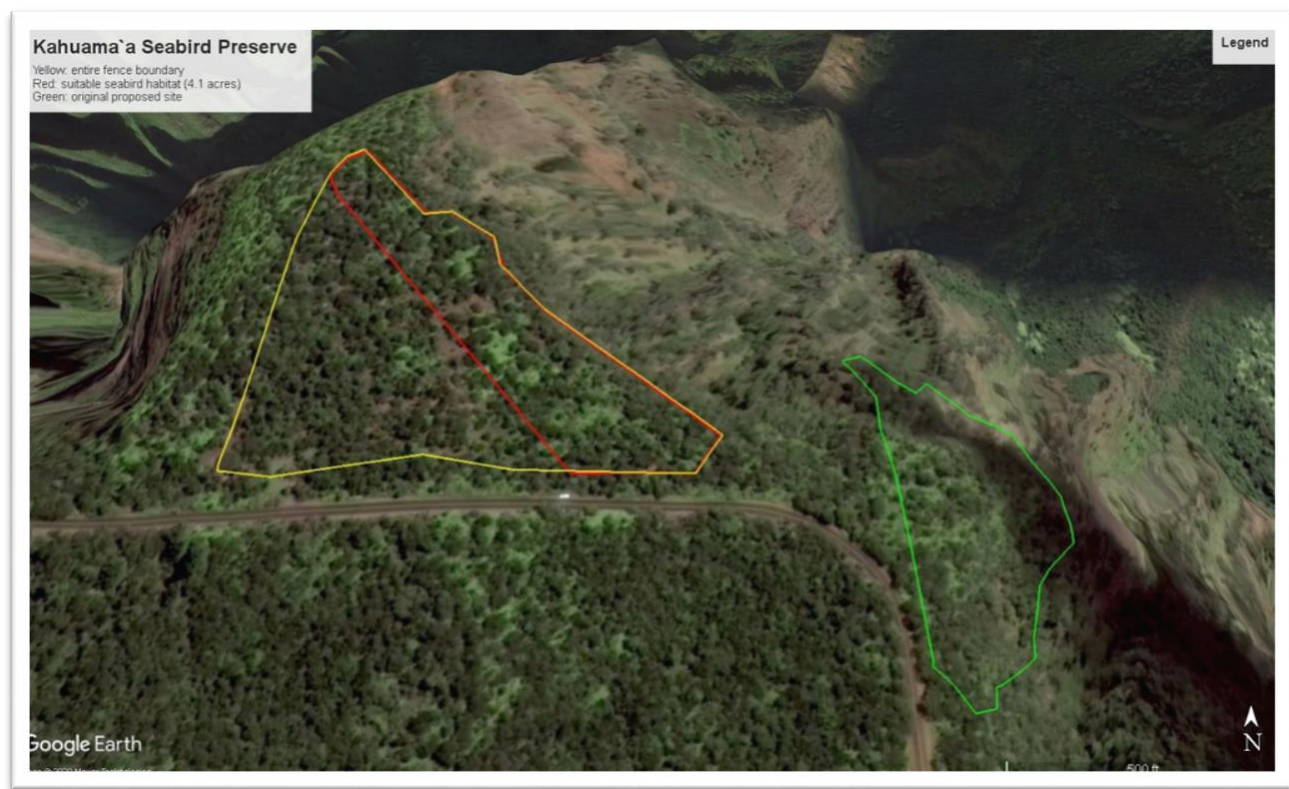 Kahuama`a Seabird Preserve
Yellow: entire fence boundary
Red: suitable seabird habitat (4.1 acres)
Green: original proposed site
Legend
Google Earth
N
500 ft